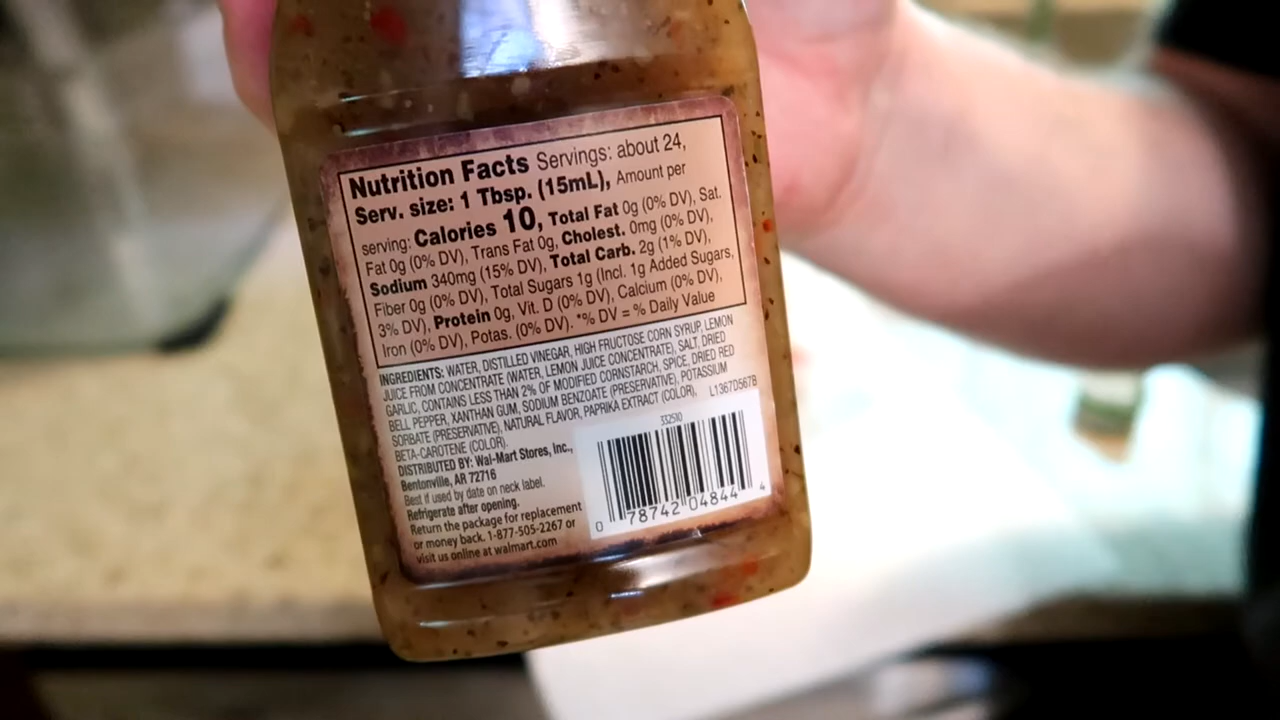 Nutrition Facts Servings: about 24,
Serv. size: 1 Tbsp. (15mL), Amount per
serving: Calories 10, Total Fat 0g (0% DV), Sat.
Fat 0g (0% DV), Trans Fat 0g, Cholest. 0mg (0% DV),
Sodium 340mg (15% DV), Total Carb. 2g (1% DV),
Fiber 0g (0% DV), Total Sugars 1g (Incl. 1g Added Sugars,
3% DV), Protein 0g, Vit. D (0% DV), Calcium (0% DV),
Iron (0% DV), Potas. (0% DV). *% DV = % Daily Value
INGREDIENTS: WATER, DISTILLED VINEGAR, HIGH FRUCTOSE CORN SYRUP, LEMON
JUICE FROM CONCENTRATE (WATER, LEMON JUICE CONCENTRATE), SALT, DRIED
GARLIC, CONTAINS LESS THAN 2% OF MODIFIED CORNSTARCH, SPICE, DRIED RED
BELL PEPPER, XANTHAN GUM, SODIUM BENZOATE (PRESERVATIVE), POTASSIUM
SORBATE (PRESERVATIVE), NATURAL FLAVOR, PAPRIKA EXTRACT (COLOR),
BETA-CAROTENE (COLOR).
L1367D567B
DISTRIBUTED BY: Wal-Mart Stores, Inc.,
Bentonville, AR 72716
Best if used by date on neck label.
Refrigerate after opening.
Return the package for replacement
or money back. 1-877-505-2267 or
visit us online at walmart.com
332510
0 78742 04844 4